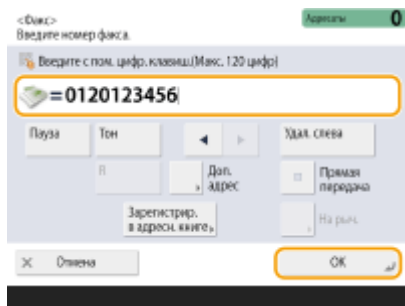 <Факс>
Адресаты 0
Введите номер факса.
Введите с пом. цифр. клавиш.(Макс. 120 цифр)
=0120123456
Пауза Тон Удал. слева
R Доп. адрес Прямая передача
Зарегистрир. в адресн. книге На рыч.
Отмена OK